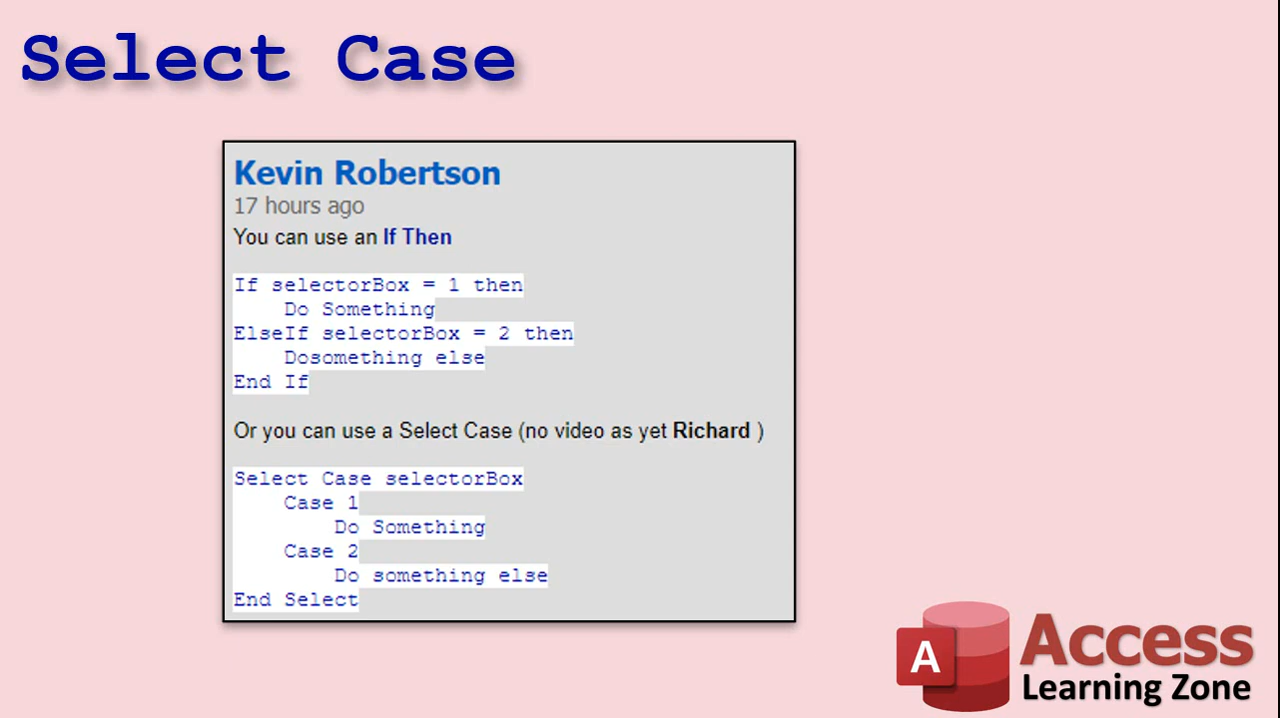 Select Case
Kevin Robertson
17 hours ago
You can use an If Then
If selectorBox = 1 then
Do Something
ElseIf selectorBox = 2 then
Dosomething else
End If
Or you can use a Select Case (no video as yet Richard )
Select Case selectorBox
Case 1
Do Something
Case 2
Do something else
End Select
A
Access
Learning Zone